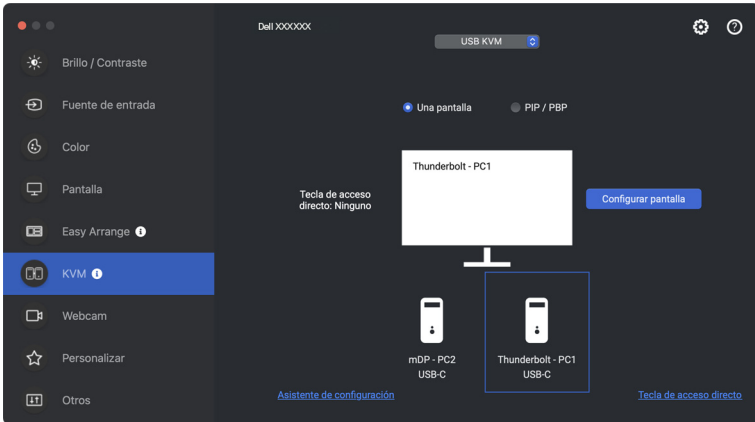 Dell XXXXXX
USB KVM
Brillo / Contraste
Fuente de entrada
Color
Pantalla
Easy Arrange
KVM
Webcam
Personalizar
Otros
Una pantalla
PIP / PBP
Thunderbolt - PC1
Tecla de acceso
directo: Ninguno
Configurar pantalla
mDP - PC2
USB-C
Thunderbolt - PC1
USB-C
Asistente de configuración
Tecla de acceso directo